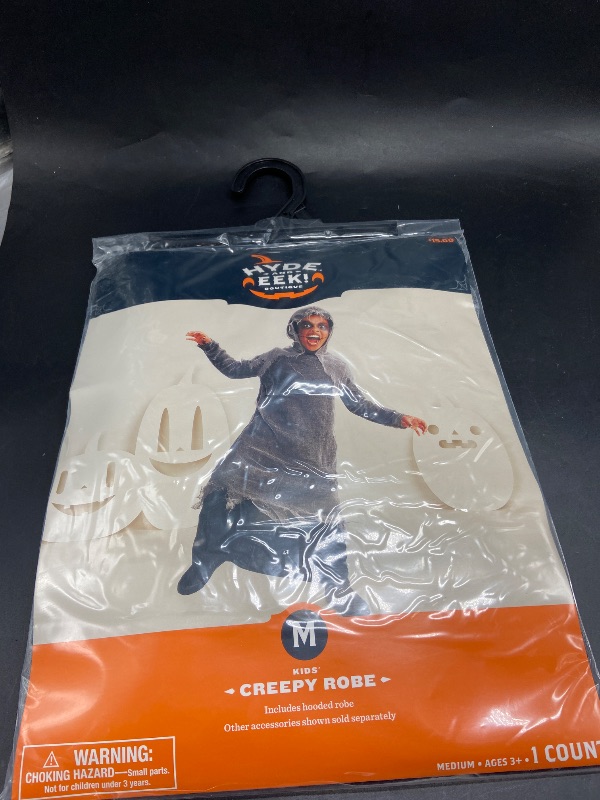 HYDE
AND
EEK!
BOUTIQUE
M
KIDS'
CREEPY ROBE
Includes hooded robe
Other accessories shown sold separately
WARNING:
CHOKING HAZARD—Small parts.
Not for children under 3 years.
MEDIUM • AGES 3+ • 1 COUNT